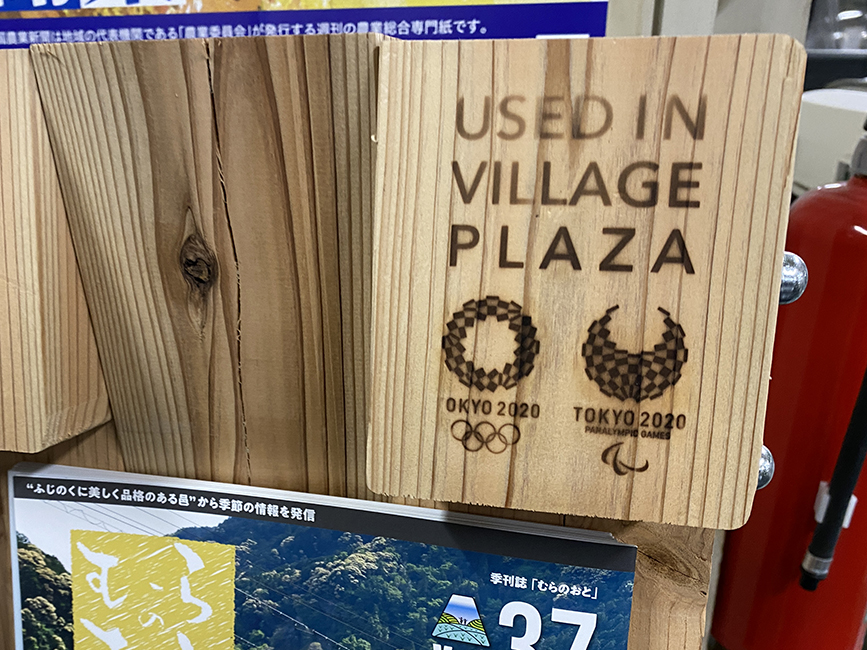 国農業新聞は地域の代表機関である「農業委員会」が発行する週刊の農業総合専門紙です。
USED IN
VILLAGE
PLAZA
OKYO 2020
TOKYO 2020
PARALYMPIC GAMES
“ふじのくに美しく品格のある邑”から季節の情報を発信
むらの
季刊誌「むらのおと」
37